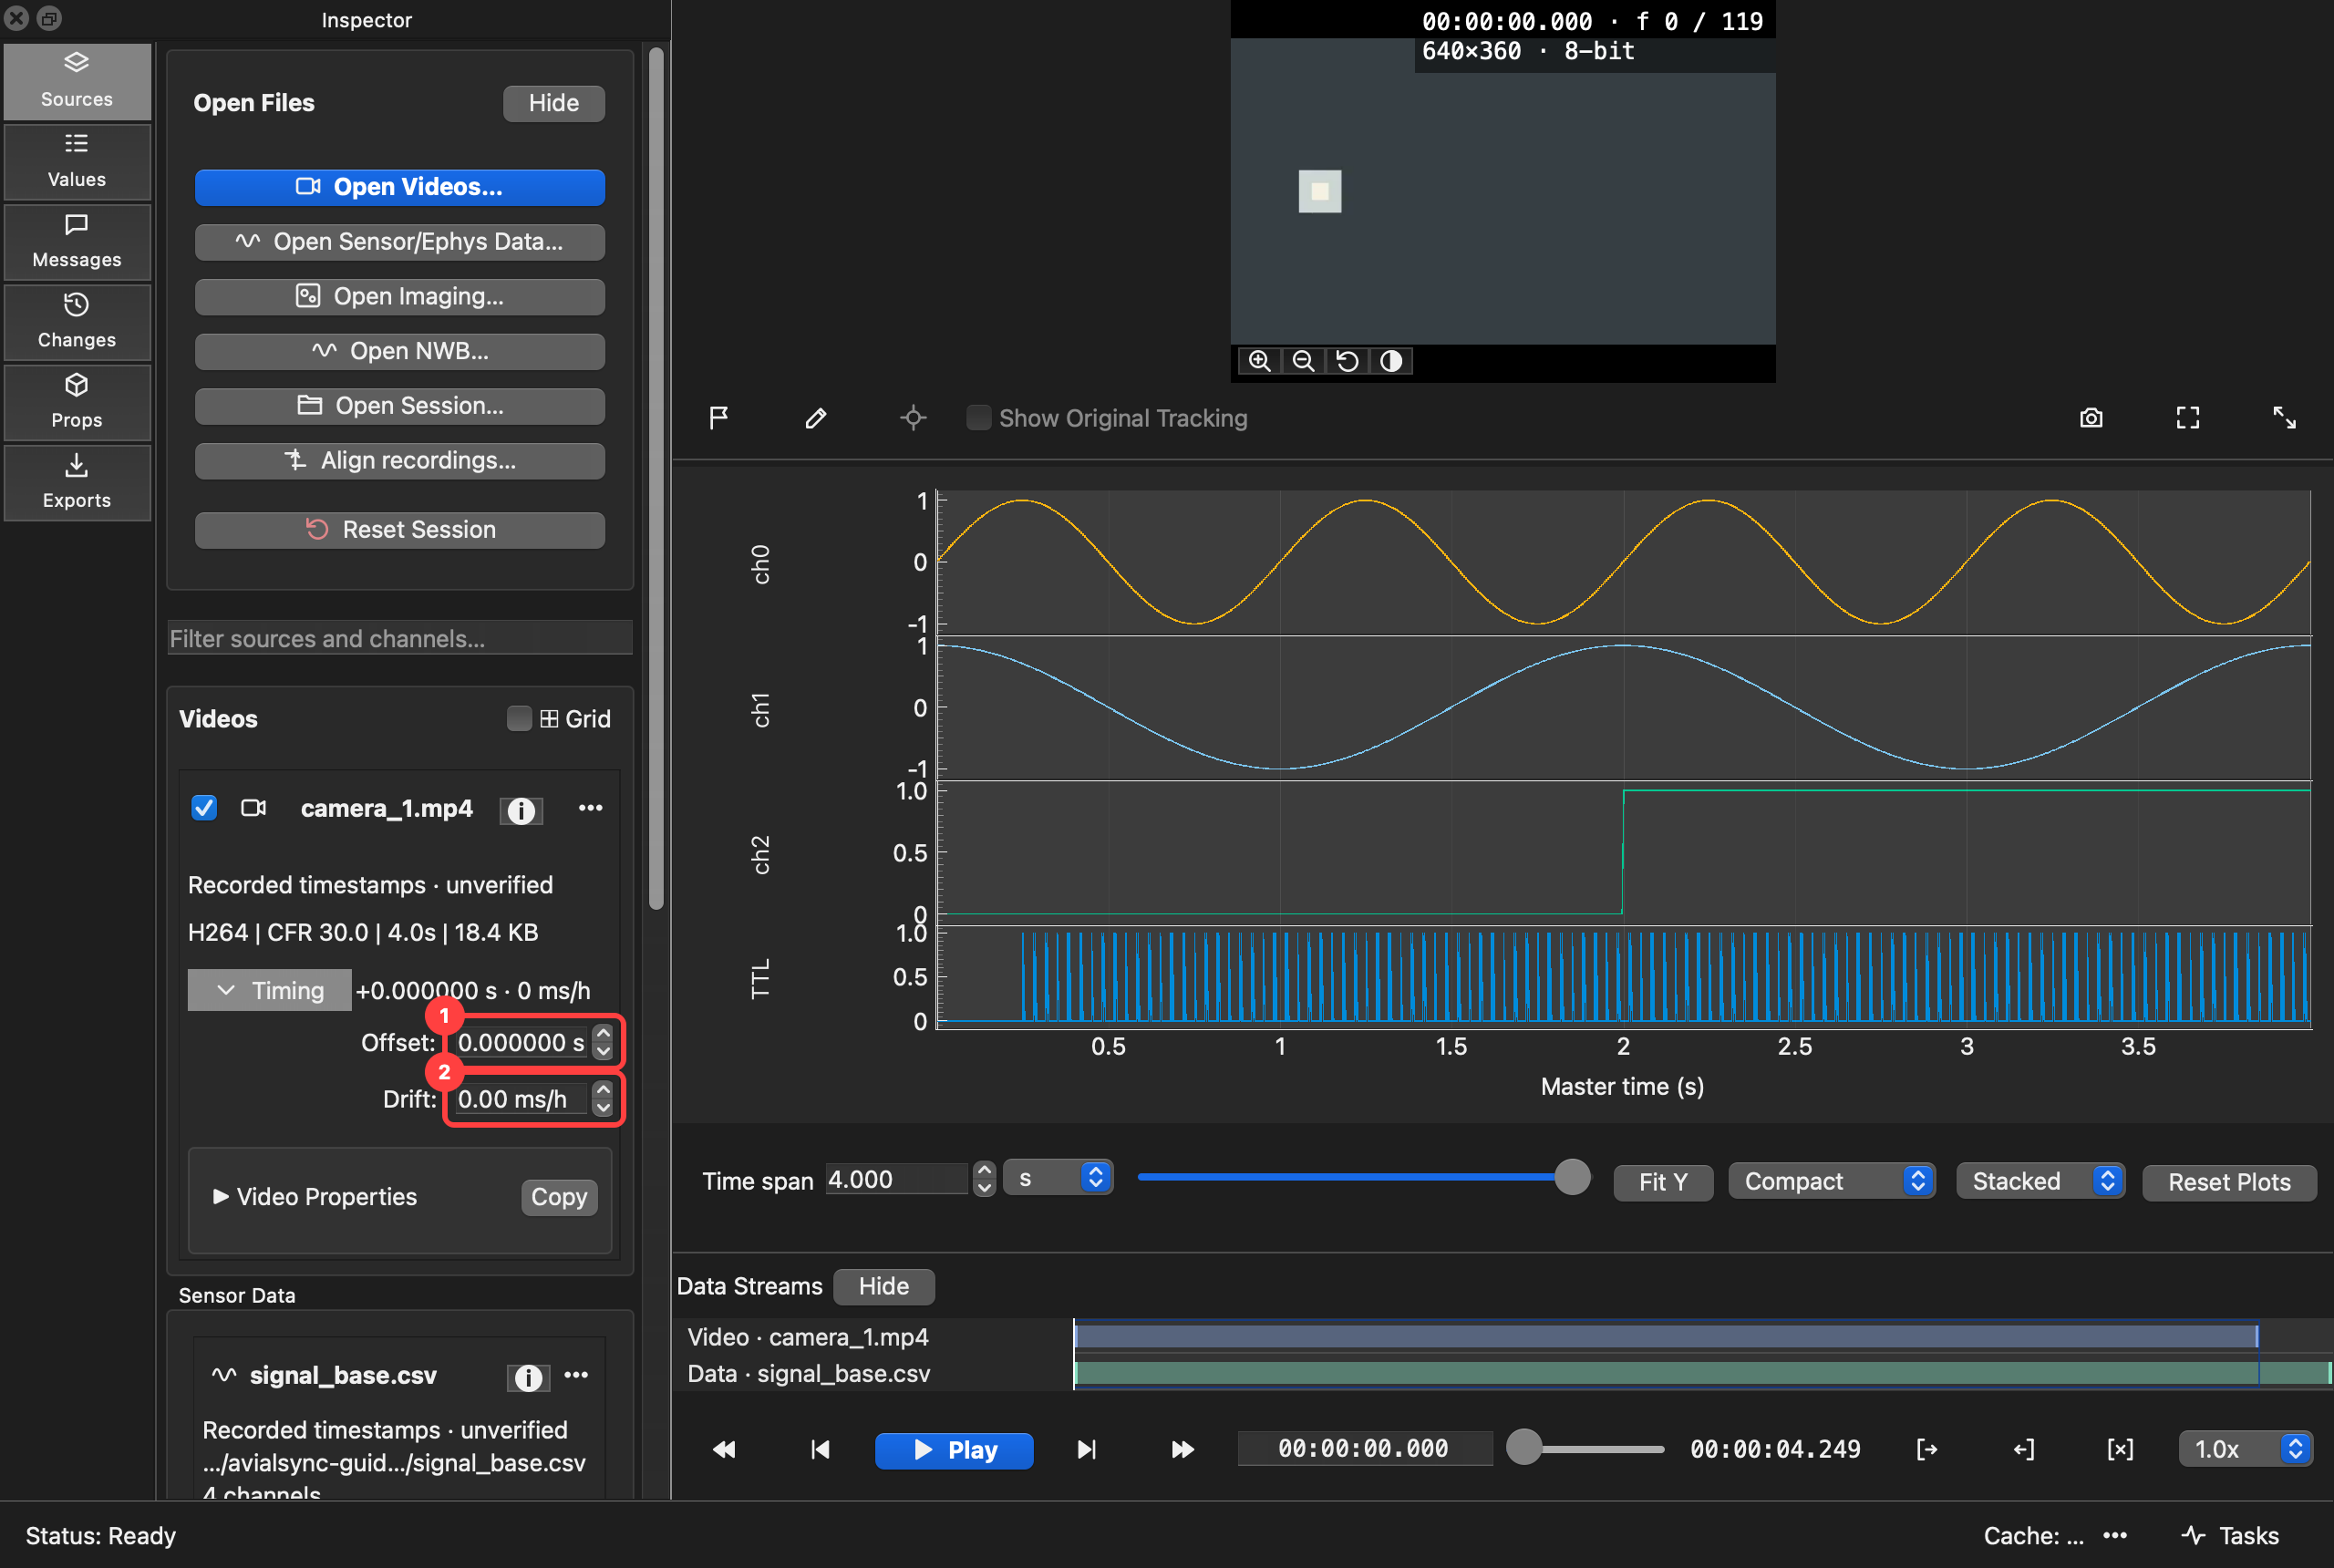 Inspector
Sources
Values
Messages
Changes
Props
Exports
Open Files
Hide
Open Videos...
Open Sensor/Ephys Data...
Open Imaging...
Open NWB...
Open Session...
Align recordings...
Reset Session
Filter sources and channels...
Videos
Grid
camera_1.mp4
Recorded timestamps · unverified
H264 | CFR 30.0 | 4.0s | 18.4 KB
Timing +0.000000 s · 0 ms/h
1
Offset: 0.000000 s
2
Drift: 0.00 ms/h
Video Properties Copy
Sensor Data
signal_base.csv
Recorded timestamps · unverified
.../avialsync-guid.../signal_base.csv
4 channels
00:00:00.000 · f 0 / 119
640×360 · 8-bit
Show Original Tracking
ch0
1
0
-1
ch1
1
0
-1
ch2
1.0
0.5
0
TTL
1.0
0.5
0
0.5 1 1.5 2 2.5 3 3.5
Master time (s)
Time span 4.000 s Fit Y Compact Stacked Reset Plots
Data Streams Hide
Video · camera_1.mp4
Data · signal_base.csv
Play 00:00:00.000 00:00:04.249 1.0x
Status: Ready Cache: ... Tasks